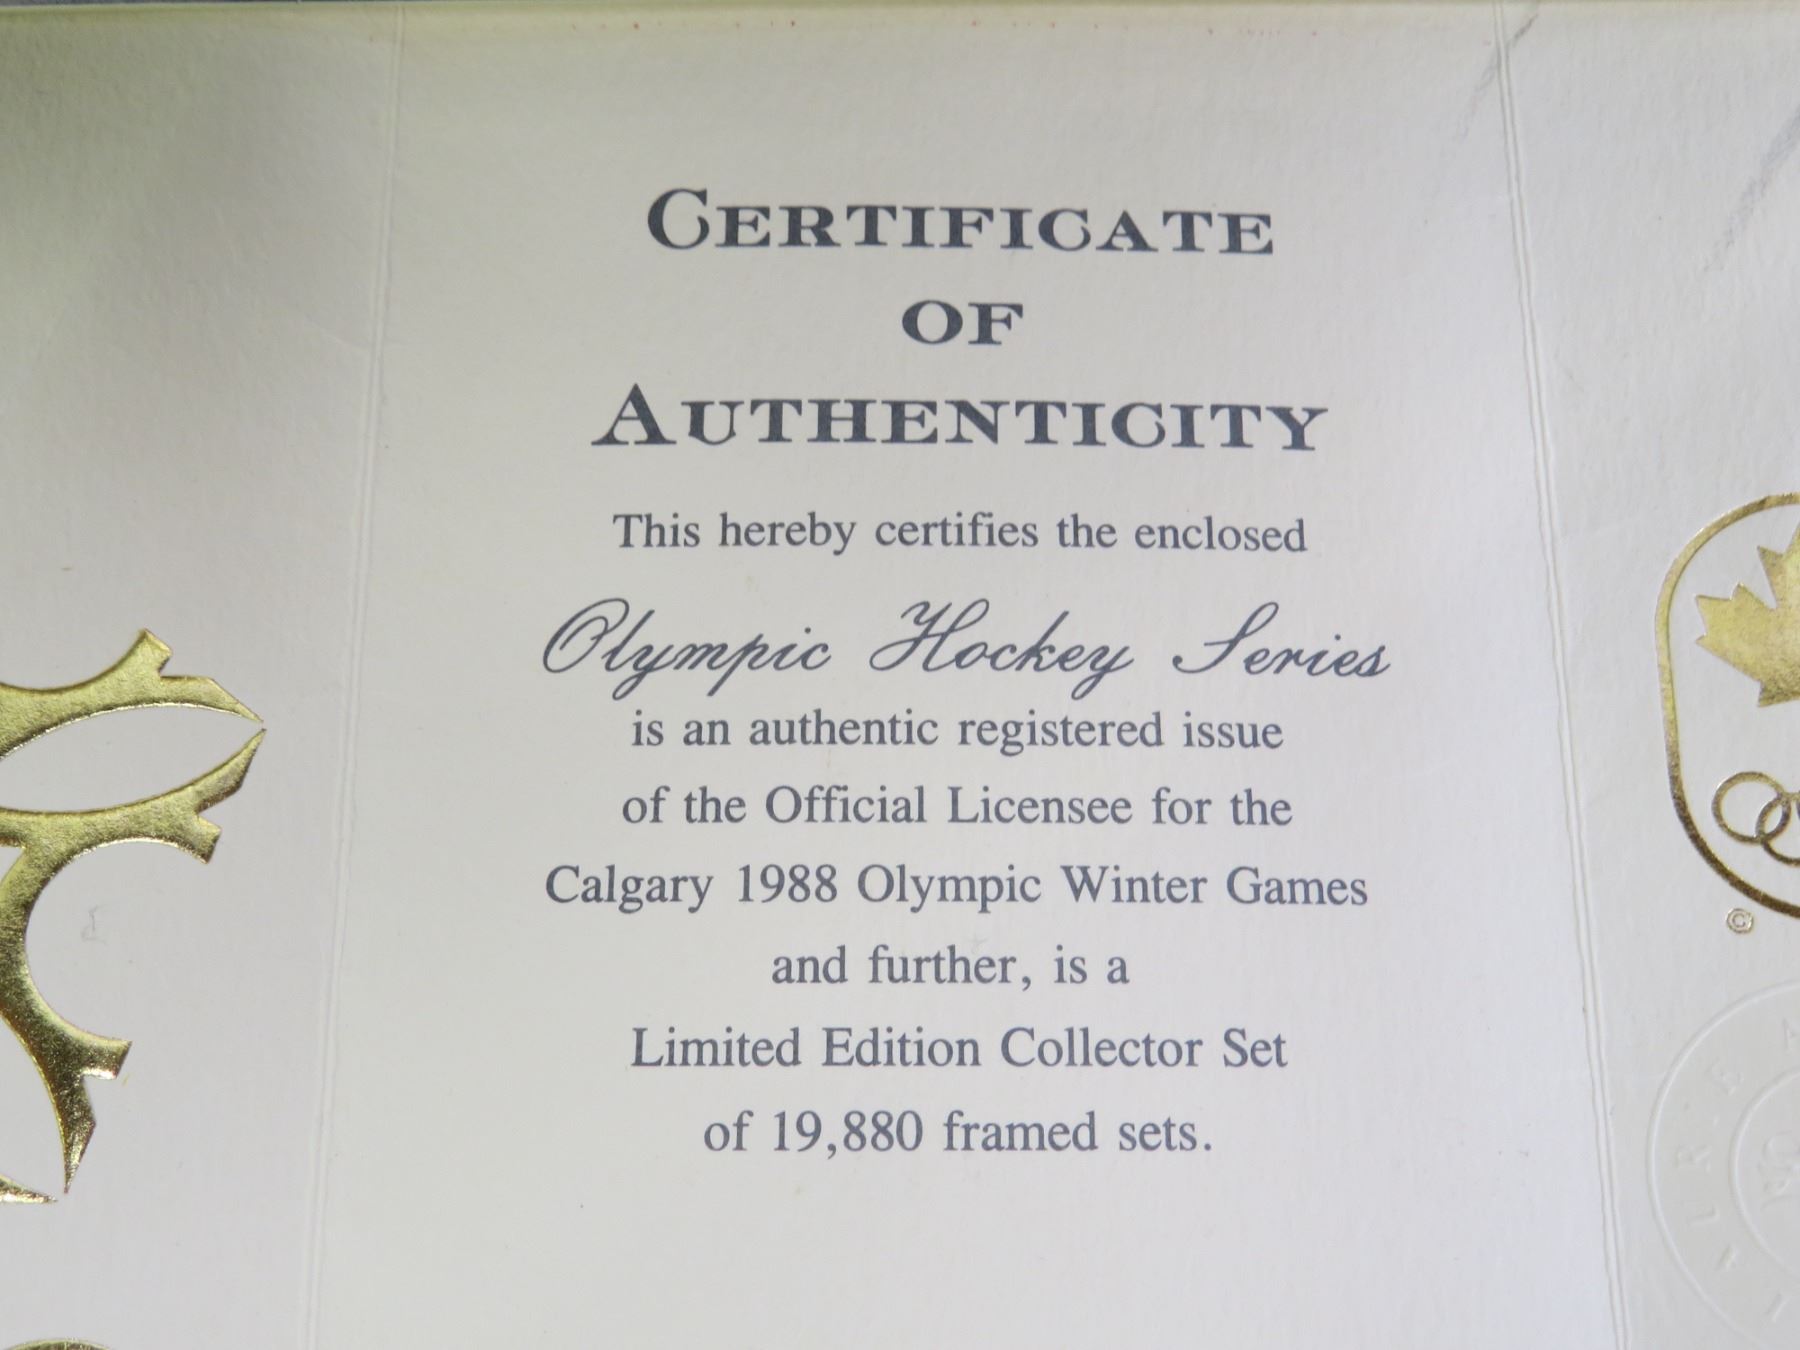 CERTIFICATE
OF
AUTHENTICITY
This hereby certifies the enclosed
Olympic Hockey Series
is an authentic registered issue
of the Official Licensee for the
Calgary 1988 Olympic Winter Games
and further, is a
Limited Edition Collector Set
of 19,880 framed sets.
©